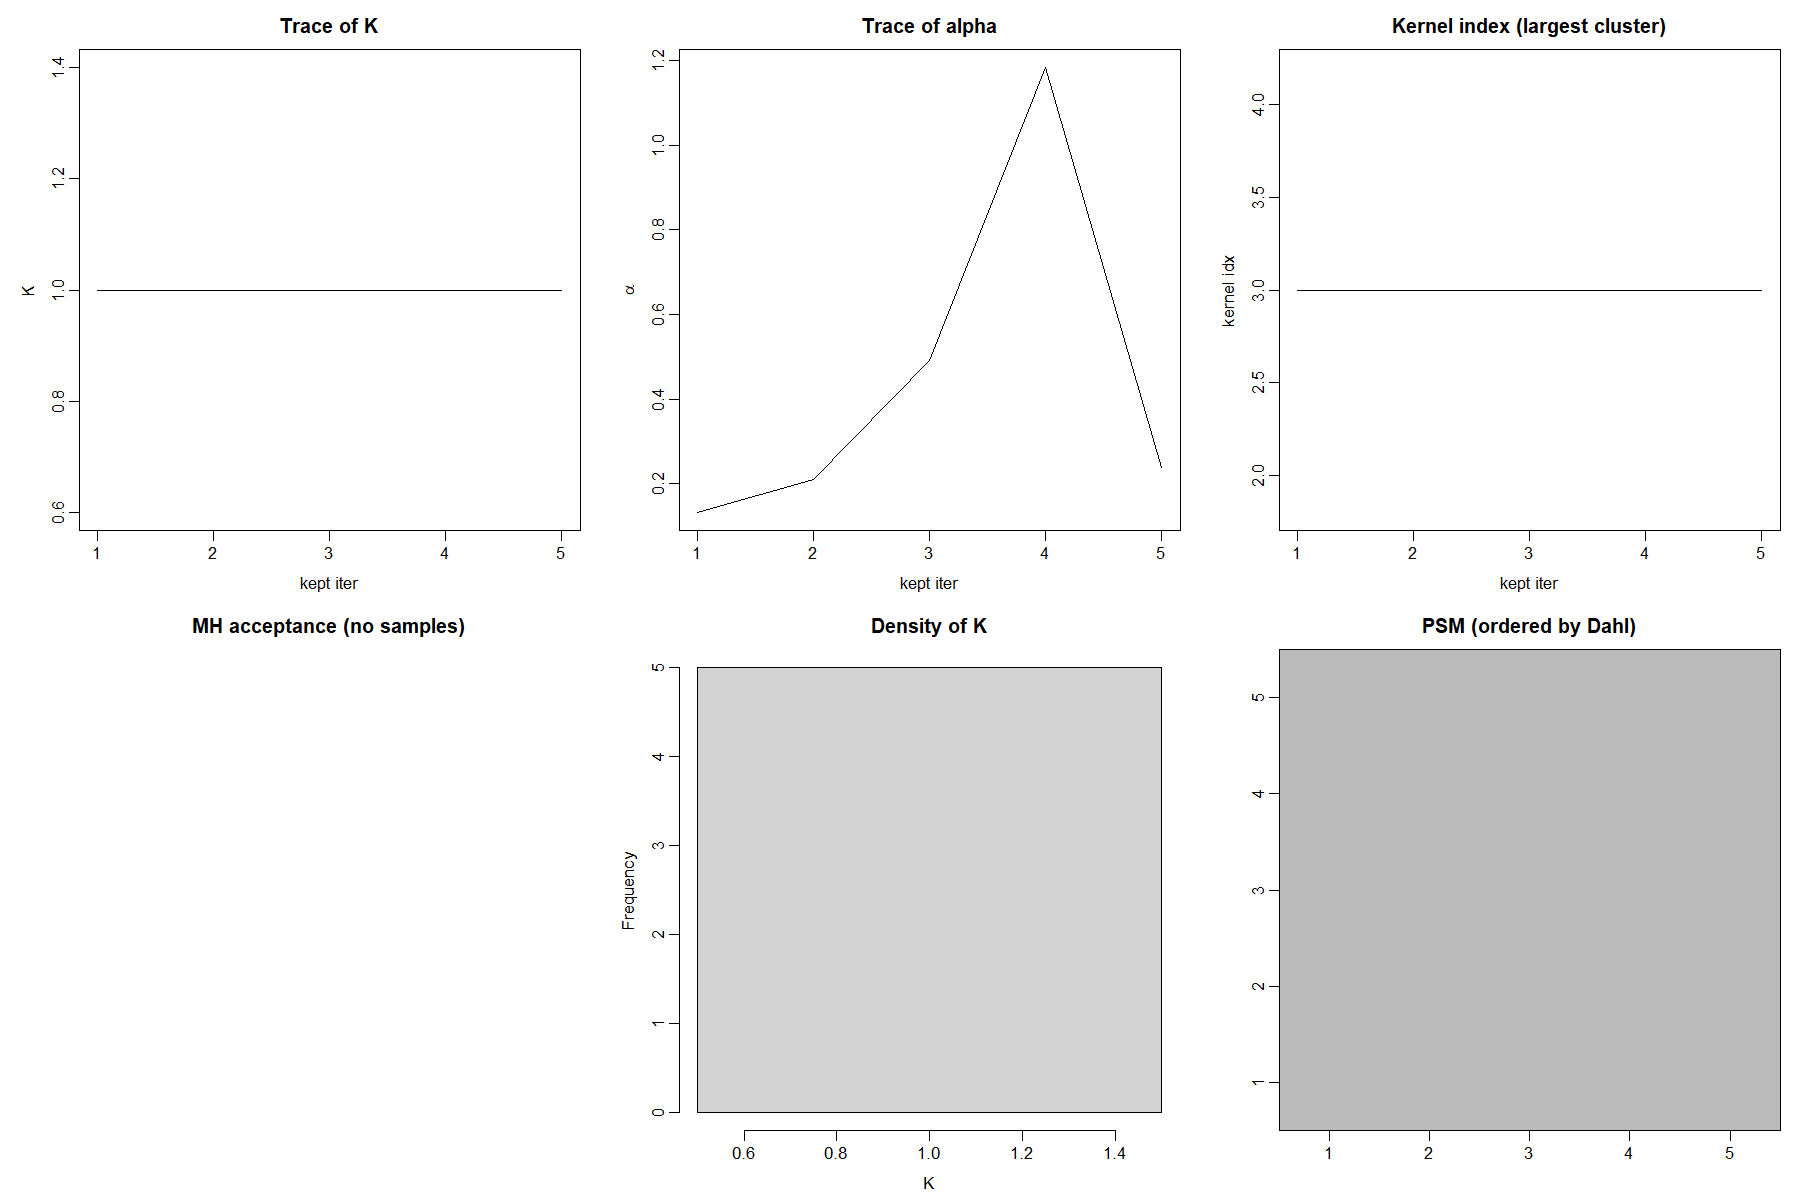 Trace of K
1.4
1.2
1.0
0.8
0.6
K
1 2 3 4 5
kept iter
Trace of alpha
1.2
1.0
0.8
0.6
0.4
0.2
α
1 2 3 4 5
kept iter
Kernel index (largest cluster)
4.0
3.5
3.0
2.5
2.0
kernel idx
1 2 3 4 5
kept iter
MH acceptance (no samples)
Density of K
5
4
3
2
1
0
Frequency
0.6 0.8 1.0 1.2 1.4
K
PSM (ordered by Dahl)
5
4
3
2
1
1 2 3 4 5